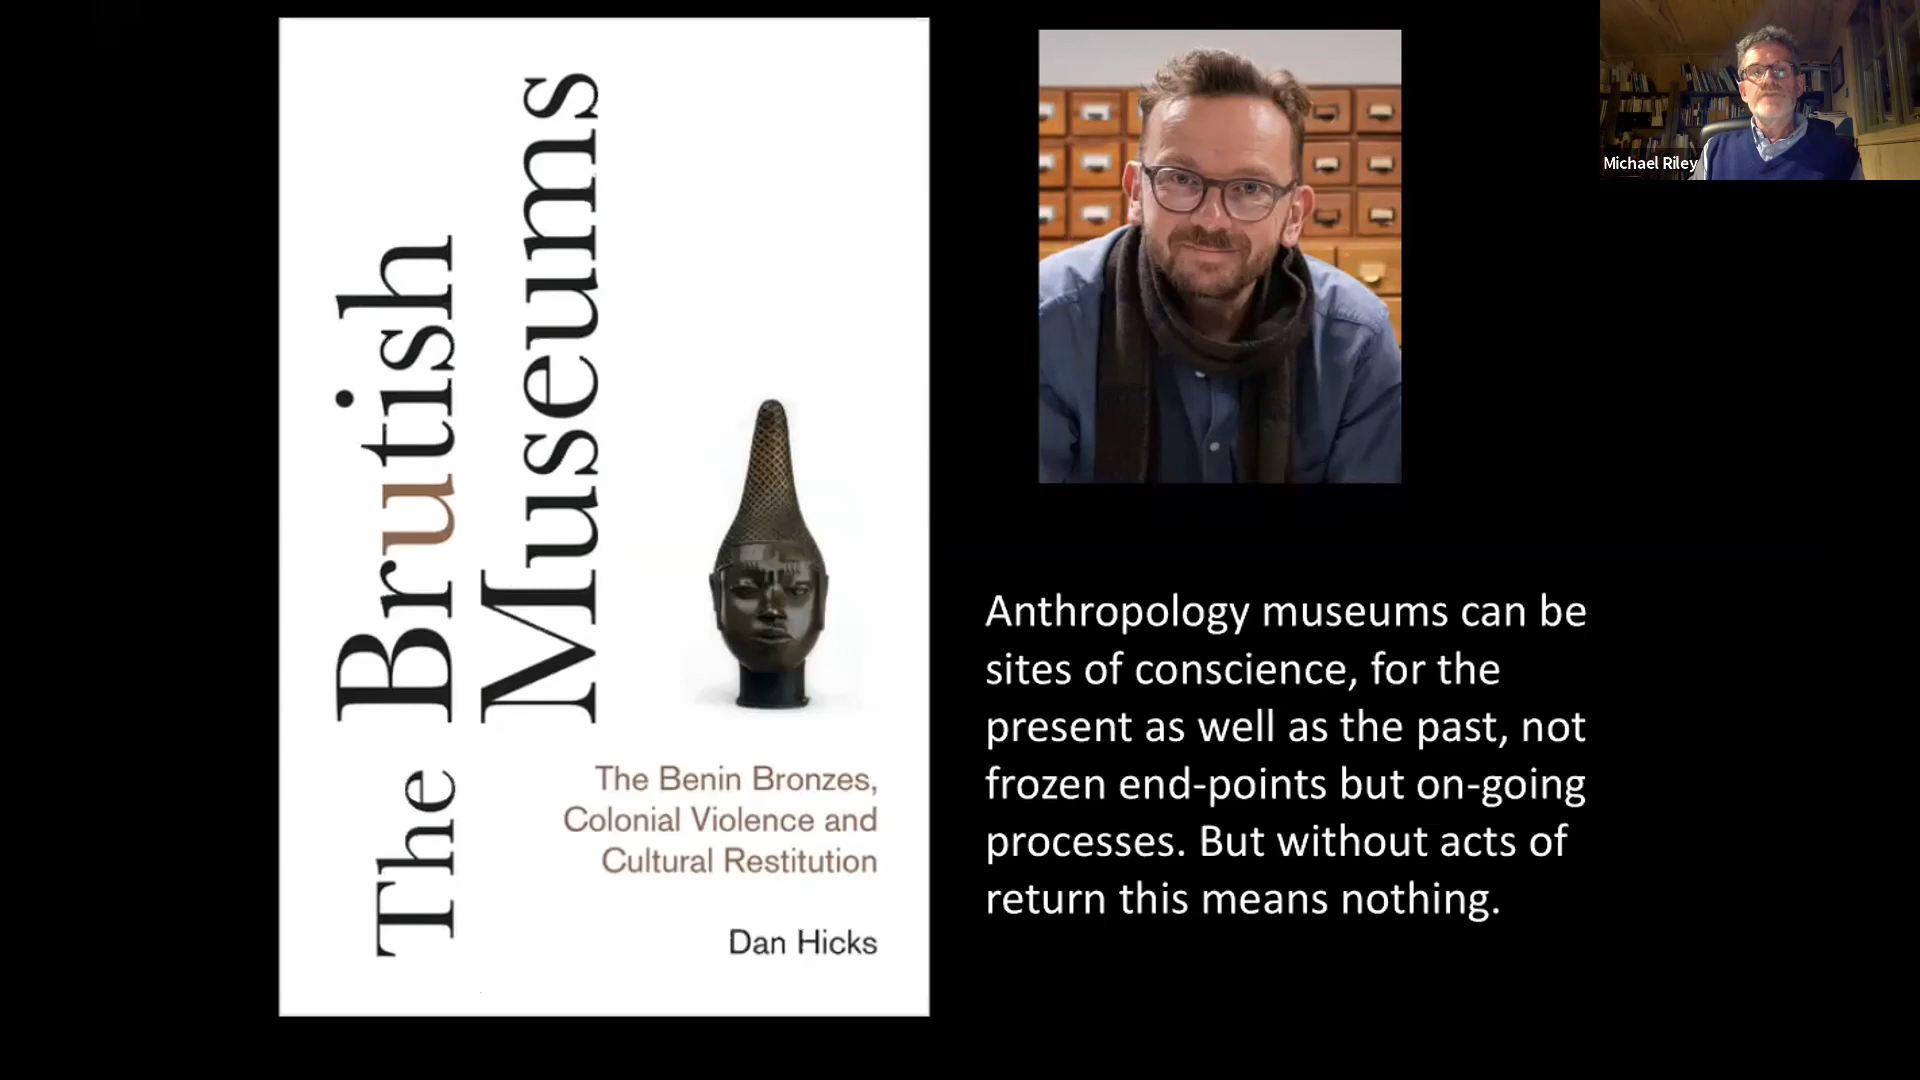 The Brutish
Museums
The Benin Bronzes,
Colonial Violence and
Cultural Restitution
Dan Hicks
Michael Riley
Anthropology museums can be
sites of conscience, for the
present as well as the past, not
frozen end-points but on-going
processes. But without acts of
return this means nothing.